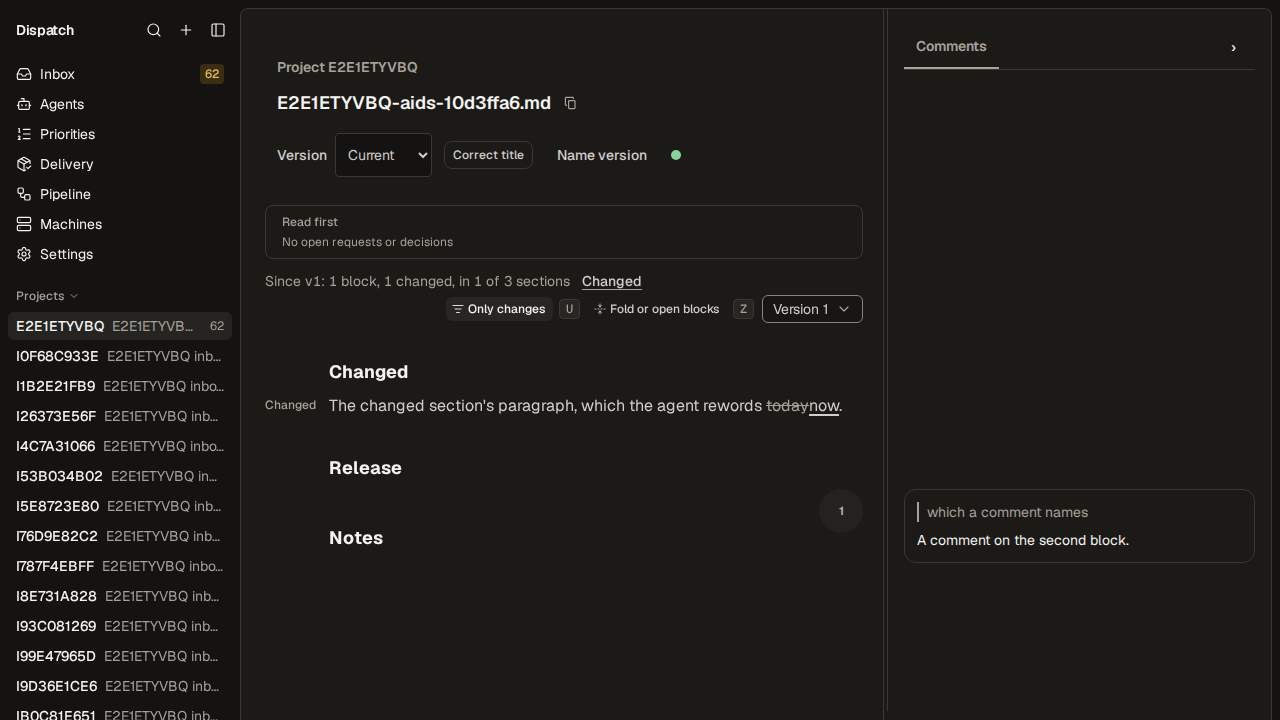 Dispatch
Inbox 62
Agents
Priorities
Delivery
Pipeline
Machines
Settings
Projects
E2E1ETYVBQ E2E1ETYVB... 62
I0F68C933E E2E1ETYVBQ inb...
I1B2E21FB9 E2E1ETYVBQ inbo...
I26373E56F E2E1ETYVBQ inb...
I4C7A31066 E2E1ETYVBQ inbo...
I53B034B02 E2E1ETYVBQ in...
I5E8723E80 E2E1ETYVBQ inb...
I76D9E82C2 E2E1ETYVBQ inb...
I787F4EBFF E2E1ETYVBQ inb...
I8E731A828 E2E1ETYVBQ inb...
I93C081269 E2E1ETYVBQ inb...
I99E47965D E2E1ETYVBQ inb...
I9D36E1CE6 E2E1ETYVBQ inb...
IB0C81E651 E2E1ETYVBQ inb...
Project E2E1ETYVBQ
E2E1ETYVBQ-aids-10d3ffa6.md
Version Current Correct title Name version
Read first
No open requests or decisions
Since v1: 1 block, 1 changed, in 1 of 3 sections Changed
Only changes U Fold or open blocks Z Version 1
Changed
Changed The changed section's paragraph, which the agent rewords todaynow.
Release
1
Notes
Comments
which a comment names
A comment on the second block.